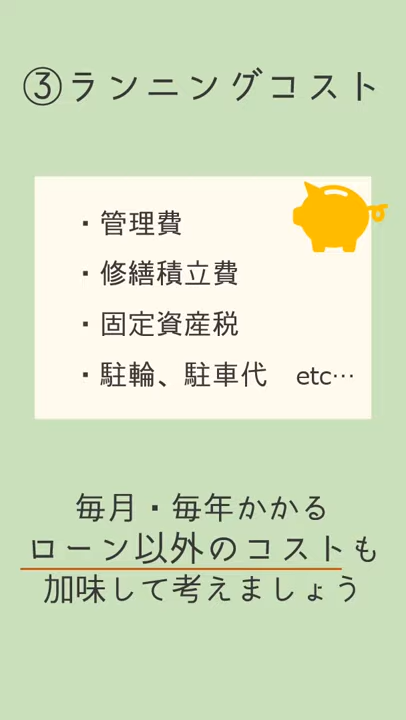 ③ランニングコスト
・管理費
・修繕積立費
・固定資産税
・駐輪、駐車代 etc…
毎月・毎年かかる
ローン以外のコストも
加味して考えましょう